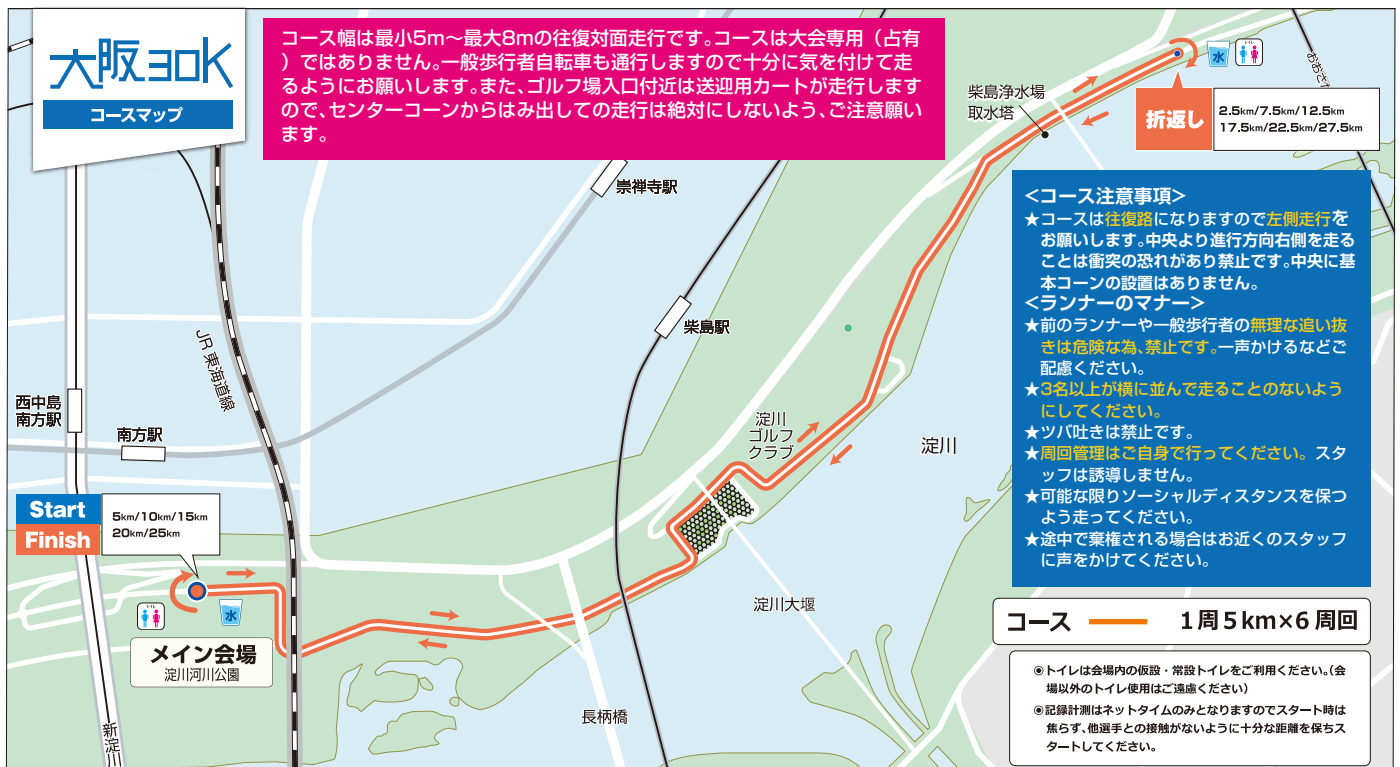 大阪30K
コースマップ
コース幅は最小5m～最大8mの往復対面走行です。コースは大会専用（占有
）ではありません。一般歩行者自転車も通行しますので十分に気を付けて走
るようにお願いします。また、ゴルフ場入口付近は送迎用カートが走行します
ので、センターコーンからはみ出しての走行は絶対にしないよう、ご注意願い
ます。
柴島浄水場
取水塔
トイレ
水
折返し
2.5km/7.5km/12.5km
17.5km/22.5km/27.5km
おおさ
崇禅寺駅
柴島駅
JR東海道線
西中島
南方駅
南方駅
淀川
ゴルフ
クラブ
淀川
<コース注意事項>
★コースは往復路になりますので左側走行を
お願いします。中央より進行方向右側を走る
ことは衝突の恐れがあり禁止です。中央に基
本コーンの設置はありません。
<ランナーのマナー>
★前のランナーや一般歩行者の無理な追い抜
きは危険な為、禁止です。一声かけるなどご
配慮ください。
★3名以上が横に並んで走ることのないよう
にしてください。
★ツバ吐きは禁止です。
★周回管理はご自身で行ってください。スタ
ッフは誘導しません。
★可能な限りソーシャルディスタンスを保つ
よう走ってください。
★途中で棄権される場合はお近くのスタッフ
に声をかけてください。
Start
Finish
5km/10km/15km
20km/25km
トイレ
水
メイン会場
淀川河川公園
新淀川
長柄橋
淀川大堰
コース 1周5km×6周回
◉トイレは会場内の仮設・常設トイレをご利用ください。(会
場以外のトイレ使用はご遠慮ください)
◉記録計測はネットタイムのみとなりますのでスタート時は
焦らず、他選手との接触がないように十分な距離を保ちス
タートしてください。